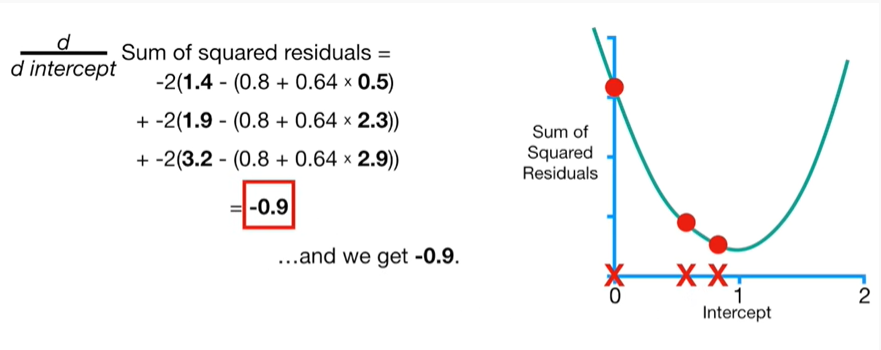 d
d intercept
Sum of squared residuals =
-2(1.4 - (0.8 + 0.64 × 0.5)
+ -2(1.9 - (0.8 + 0.64 × 2.3))
+ -2(3.2 - (0.8 + 0.64 × 2.9))
= -0.9
...and we get -0.9.
Sum of
Squared
Residuals
X X X
0 1 2
Intercept